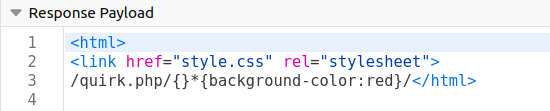 Response Payload
1 <html>
2 <link href="style.css" rel="stylesheet">
3 /quirk.php/{}*{background-color:red}/</html>
4